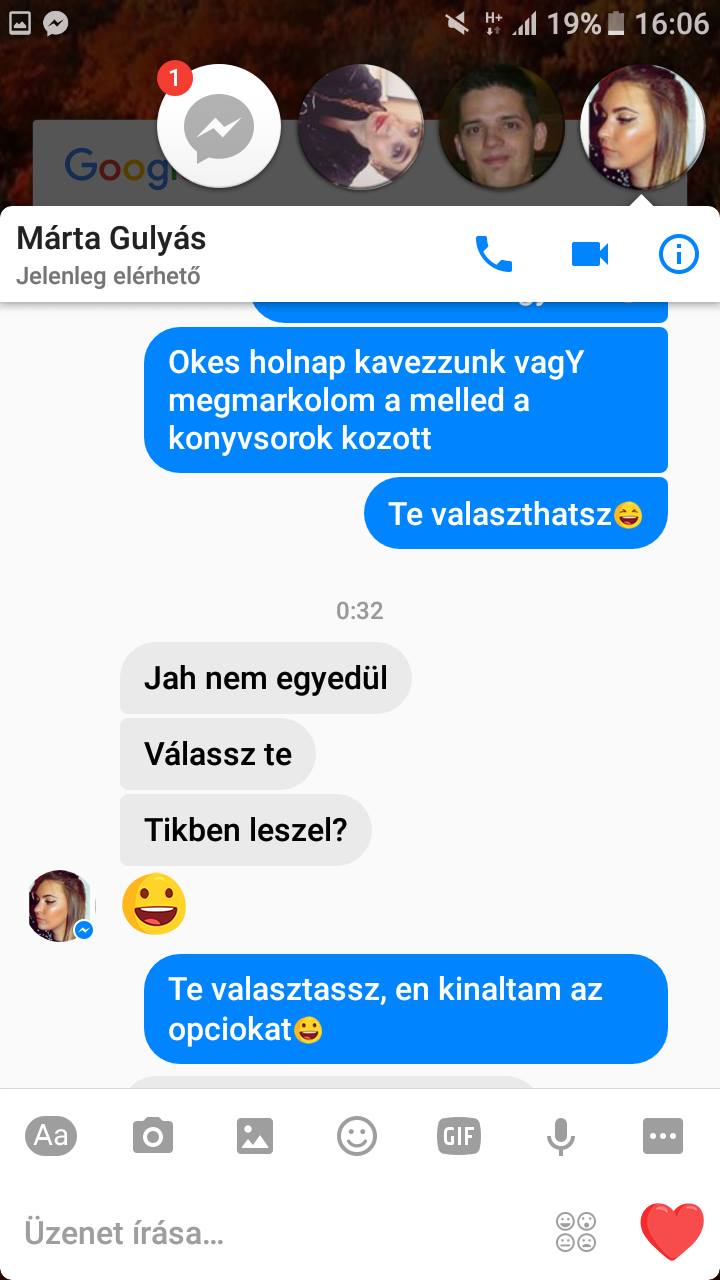 H+
19%
16:06
1
Google
Márta Gulyás
Jelenleg elérhető
Okes holnap kavezzunk vagY
megmarkolom a melled a
konyvsorok kozott
Te valaszthatsz😄
0:32
Jah nem egyedül
Válassz te
Tikben leszel?
😀
Te valasztassz, en kinaltam az
opciokat😀
Aa
GIF
Üzenet írása...